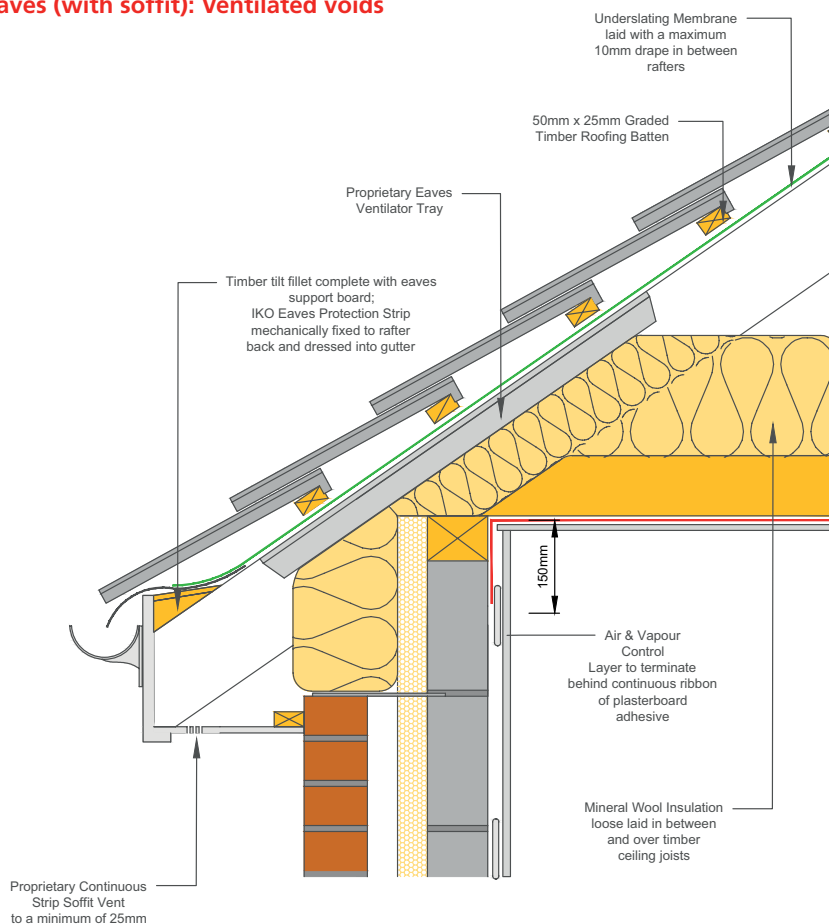 aves (with soffit): Ventilated voids
Underslating Membrane
laid with a maximum
10mm drape in between
rafters
50mm x 25mm Graded
Timber Roofing Batten
Proprietary Eaves
Ventilator Tray
Timber tilt fillet complete with eaves
support board;
IKO Eaves Protection Strip
mechanically fixed to rafter
back and dressed into gutter
150mm
Air & Vapour
Control
Layer to terminate
behind continuous ribbon
of plasterboard
adhesive
Mineral Wool Insulation
loose laid in between
and over timber
ceiling joists
Proprietary Continuous
Strip Soffit Vent
to a minimum of 25mm